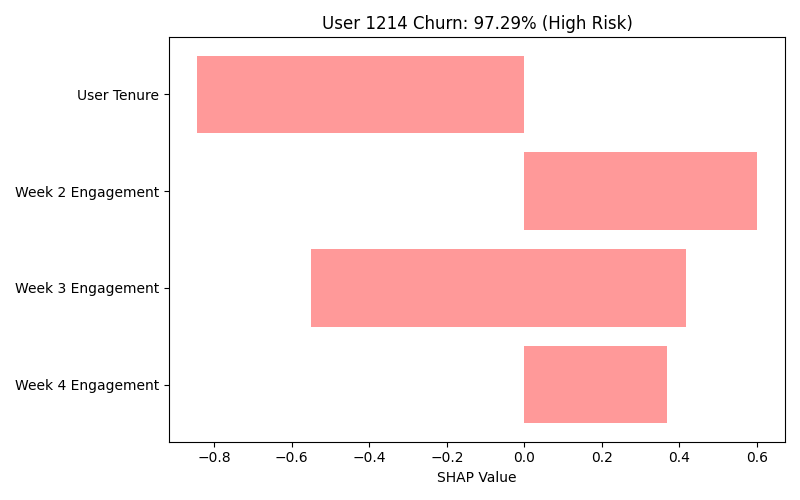 User 1214 Churn: 97.29% (High Risk)
User Tenure
Week 2 Engagement
Week 3 Engagement
Week 4 Engagement
−0.8 −0.6 −0.4 −0.2 0.0 0.2 0.4 0.6
SHAP Value